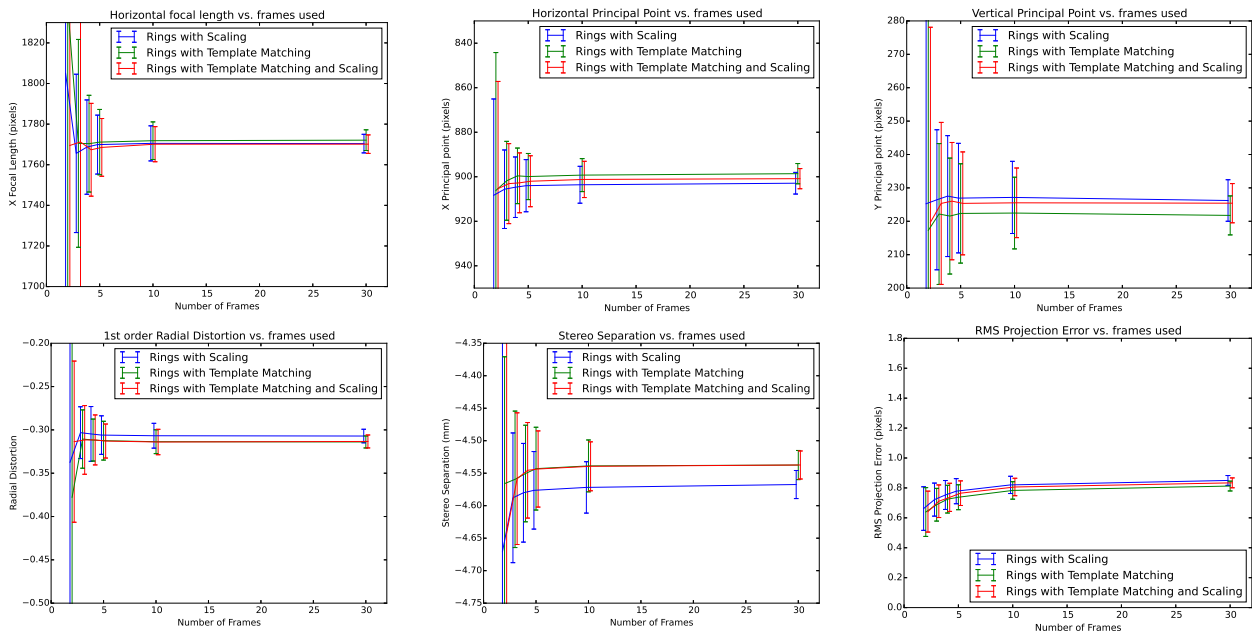 Horizontal focal length vs. frames used
1820
1800
1780
1760
1740
1720
1700
X Focal Length (pixels)
Rings with Scaling
Rings with Template Matching
Rings with Template Matching and Scaling
0 5 10 15 20 25 30
Number of Frames
Horizontal Principal Point vs. frames used
840
860
880
900
920
940
X Principal point (pixels)
Rings with Scaling
Rings with Template Matching
Rings with Template Matching and Scaling
0 5 10 15 20 25 30
Number of Frames
Vertical Principal Point vs. frames used
280
270
260
250
240
230
220
210
200
Y Principal point (pixels)
Rings with Scaling
Rings with Template Matching
Rings with Template Matching and Scaling
0 5 10 15 20 25 30
Number of Frames
1st order Radial Distortion vs. frames used
−0.20
−0.25
−0.30
−0.35
−0.40
−0.45
−0.50
Radial Distortion
Rings with Scaling
Rings with Template Matching
Rings with Template Matching and Scaling
0 5 10 15 20 25 30
Number of Frames
Stereo Separation vs. frames used
−4.35
−4.40
−4.45
−4.50
−4.55
−4.60
−4.65
−4.70
−4.75
Stereo Separation (mm)
Rings with Scaling
Rings with Template Matching
Rings with Template Matching and Scaling
0 5 10 15 20 25 30
Number of Frames
RMS Projection Error vs. frames used
1.8
1.6
1.4
1.2
1.0
0.8
0.6
0.4
0.2
0.0
RMS Projection Error (pixels)
Rings with Scaling
Rings with Template Matching
Rings with Template Matching and Scaling
0 5 10 15 20 25 30
Number of Frames